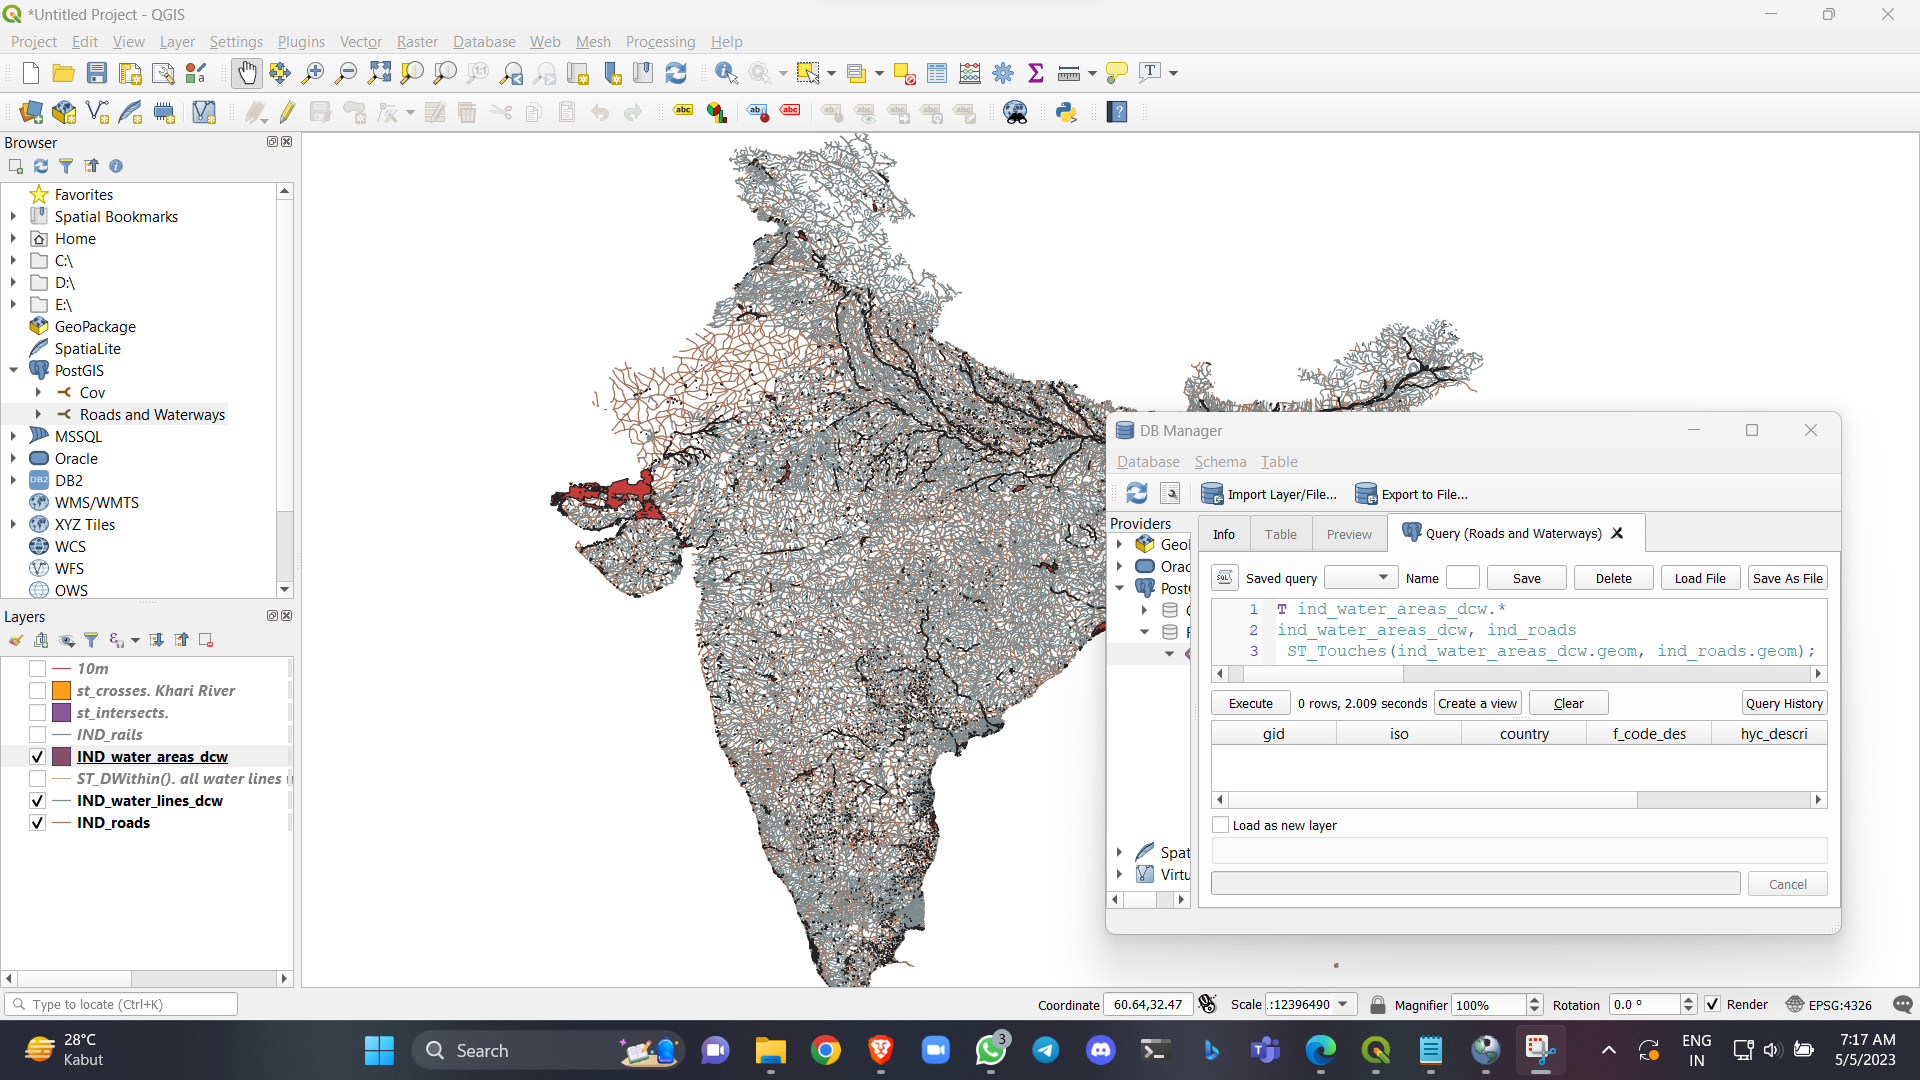 *Untitled Project - QGIS
Project Edit View Layer Settings Plugins Vector Raster Database Web Mesh Processing Help
Browser
Favorites
Spatial Bookmarks
Home
C:\
D:\
E:\
GeoPackage
SpatiaLite
PostGIS
Cov
Roads and Waterways
MSSQL
Oracle
DB2
WMS/WMTS
XYZ Tiles
WCS
WFS
OWS
Layers
10m
st_crosses. Khari River
st_intersects.
IND_rails
IND_water_areas_dcw
ST_DWithin(). all water lines
IND_water_lines_dcw
IND_roads
DB Manager
Database Schema Table
Import Layer/File... Export to File...
Providers
Geol
Orac
Post
Spat
Virtu
Info Table Preview Query (Roads and Waterways)
Saved query Name Save Delete Load File Save As File
1 T ind_water_areas_dcw.*
2 ind_water_areas_dcw, ind_roads
3 ST_Touches(ind_water_areas_dcw.geom, ind_roads.geom);
Execute 0 rows, 2.009 seconds Create a view Clear Query History
gid iso country f_code_des hyc_descri
Load as new layer
Cancel
Type to locate (Ctrl+K)
Coordinate 60.64,32.47 Scale :12396490 Magnifier 100% Rotation 0.0 ° Render EPSG:4326
28°C
Kabut
Search
3
ENG
IN
7:17 AM
5/5/2023